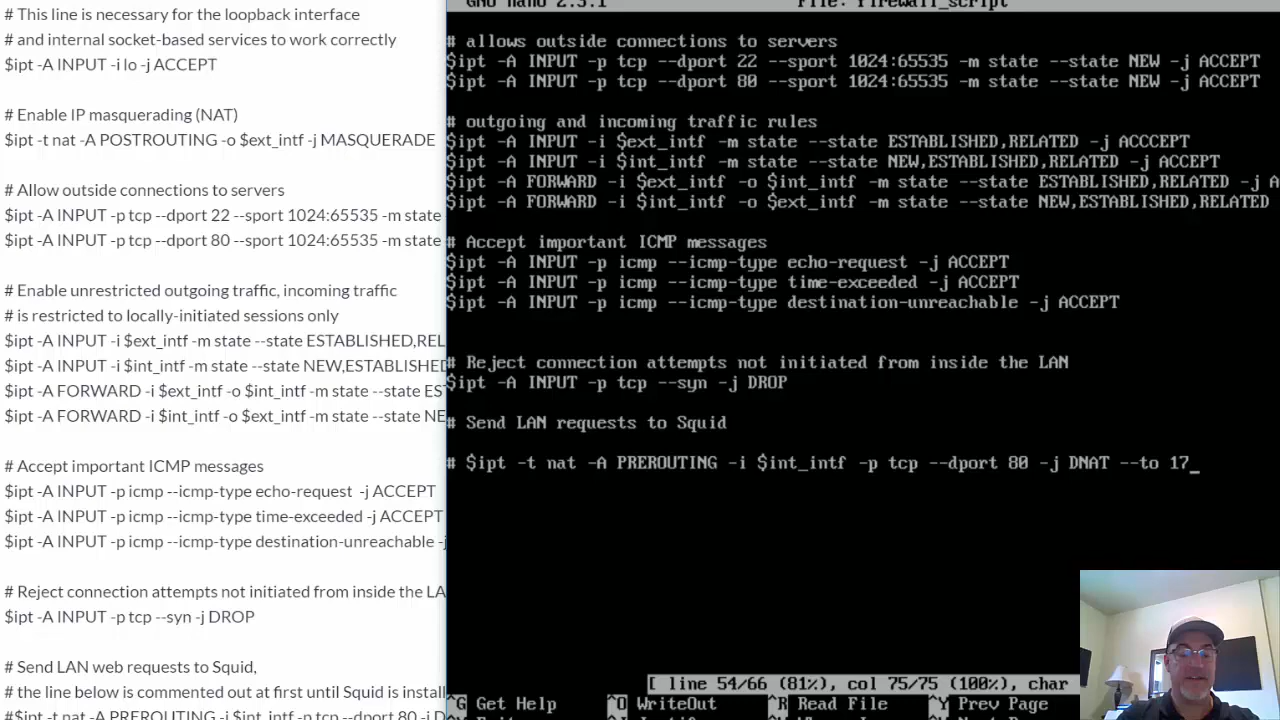 # This line is necessary for the loopback interface
# and internal socket-based services to work correctly
$ipt -A INPUT -i lo -j ACCEPT
# Enable IP masquerading (NAT)
$ipt -t nat -A POSTROUTING -o $ext_intf -j MASQUERADE
# Allow outside connections to servers
$ipt -A INPUT -p tcp --dport 22 --sport 1024:65535 -m state
$ipt -A INPUT -p tcp --dport 80 --sport 1024:65535 -m state
# Enable unrestricted outgoing traffic, incoming traffic
# is restricted to locally-initiated sessions only
$ipt -A INPUT -i $ext_intf -m state --state ESTABLISHED,REL
$ipt -A INPUT -i $int_intf -m state --state NEW,ESTABLISHED
$ipt -A FORWARD -i $ext_intf -o $int_intf -m state --state EST
$ipt -A FORWARD -i $int_intf -o $ext_intf -m state --state NE
# Accept important ICMP messages
$ipt -A INPUT -p icmp --icmp-type echo-request -j ACCEPT
$ipt -A INPUT -p icmp --icmp-type time-exceeded -j ACCEPT
$ipt -A INPUT -p icmp --icmp-type destination-unreachable -j
# Reject connection attempts not initiated from inside the LA
$ipt -A INPUT -p tcp --syn -j DROP
# Send LAN web requests to Squid,
# the line below is commented out at first until Squid is install
#$ipt -t nat -A PREROUTING -i $int_intf -p tcp --dport 80 -j D
GNU nano 2.3.1 File: firewall_script
# allows outside connections to servers
$ipt -A INPUT -p tcp --dport 22 --sport 1024:65535 -m state --state NEW -j ACCEPT
$ipt -A INPUT -p tcp --dport 80 --sport 1024:65535 -m state --state NEW -j ACCEPT
# outgoing and incoming traffic rules
$ipt -A INPUT -i $ext_intf -m state --state ESTABLISHED,RELATED -j ACCCEPT
$ipt -A INPUT -i $int_intf -m state --state NEW,ESTABLISHED,RELATED -j ACCEPT
$ipt -A FORWARD -i $ext_intf -o $int_intf -m state --state ESTABLISHED,RELATED -j A
$ipt -A FORWARD -i $int_intf -o $ext_intf -m state --state NEW,ESTABLISHED,RELATED
# Accept important ICMP messages
$ipt -A INPUT -p icmp --icmp-type echo-request -j ACCEPT
$ipt -A INPUT -p icmp --icmp-type time-exceeded -j ACCEPT
$ipt -A INPUT -p icmp --icmp-type destination-unreachable -j ACCEPT
# Reject connection attempts not initiated from inside the LAN
$ipt -A INPUT -p tcp --syn -j DROP
# Send LAN requests to Squid
# $ipt -t nat -A PREROUTING -i $int_intf -p tcp --dport 80 -j DNAT --to 17_
[ line 54/66 (81%), col 75/75 (100%), char
^G Get Help ^O WriteOut ^R Read File ^Y Prev Page